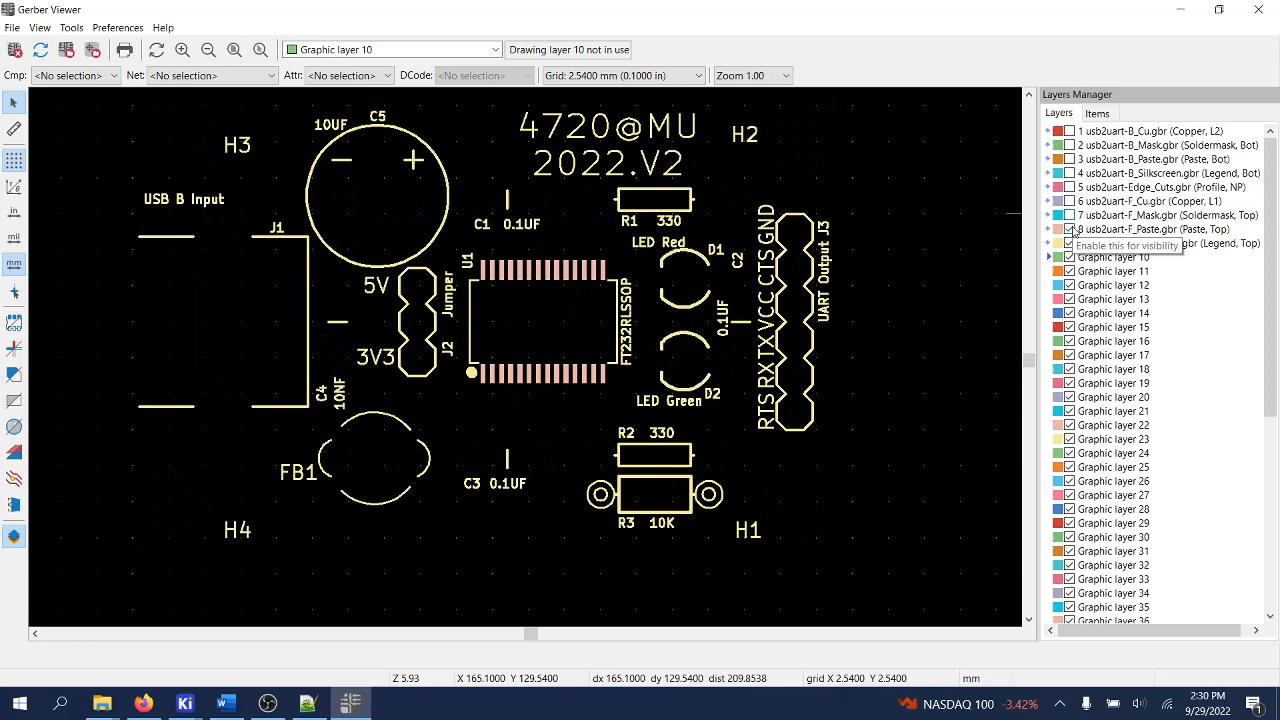 Gerber Viewer
File View Tools Preferences Help
Graphic layer 10 Drawing layer 10 not in use
Cmp: <No selection> Net: <No selection> Attr: <No selection> DCode: <No selection> Grid: 2.5400 mm (0.1000 in) Zoom 1.00
in
mil
mm
4720@MU
2022.V2
H3
C5
10UF
H2
USB B Input
J1
C1 0.1UF
R1 330
LED Red
D1
C2
0.1UF
U1
FT232RLSSOP
5V
3V3
Jumper
J2
C4
10NF
RTS RX TX VCC CTS GND
UART Output J3
LED Green
D2
FB1
C3 0.1UF
R2 330
R3 10K
H4
H1
Layers Manager
Layers Items
1 usb2uart-B_Cu.gbr (Copper, L2)
2 usb2uart-B_Mask.gbr (Soldermask, Bot)
3 usb2uart-B_Paste.gbr (Paste, Bot)
4 usb2uart-B_Silkscreen.gbr (Legend, Bot)
5 usb2uart-Edge_Cuts.gbr (Profile, NP)
6 usb2uart-F_Cu.gbr (Copper, L1)
7 usb2uart-F_Mask.gbr (Soldermask, Top)
8 usb2uart-F_Paste.gbr (Paste, Top)
gbr (Legend, Top)
Enable this for visibility
Graphic layer 10
Graphic layer 11
Graphic layer 12
Graphic layer 13
Graphic layer 14
Graphic layer 15
Graphic layer 16
Graphic layer 17
Graphic layer 18
Graphic layer 19
Graphic layer 20
Graphic layer 21
Graphic layer 22
Graphic layer 23
Graphic layer 24
Graphic layer 25
Graphic layer 26
Graphic layer 27
Graphic layer 28
Graphic layer 29
Graphic layer 30
Graphic layer 31
Graphic layer 32
Graphic layer 33
Graphic layer 34
Graphic layer 35
Graphic layer 36
Z 5.93 X 165.1000 Y 129.5400 dx 165.1000 dy 129.5400 dist 209.8538 grid X 2.5400 Y 2.5400 mm
Ki
W
NASDAQ 100 -3.42%
2:30 PM
9/29/2022